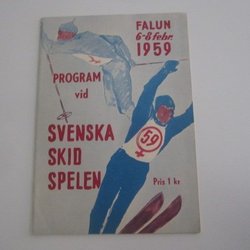 FALUN
6-8 febr.
1959
PROGRAM
vid
SVENSKA
SKID
SPELEN
59
Pris 1 kr